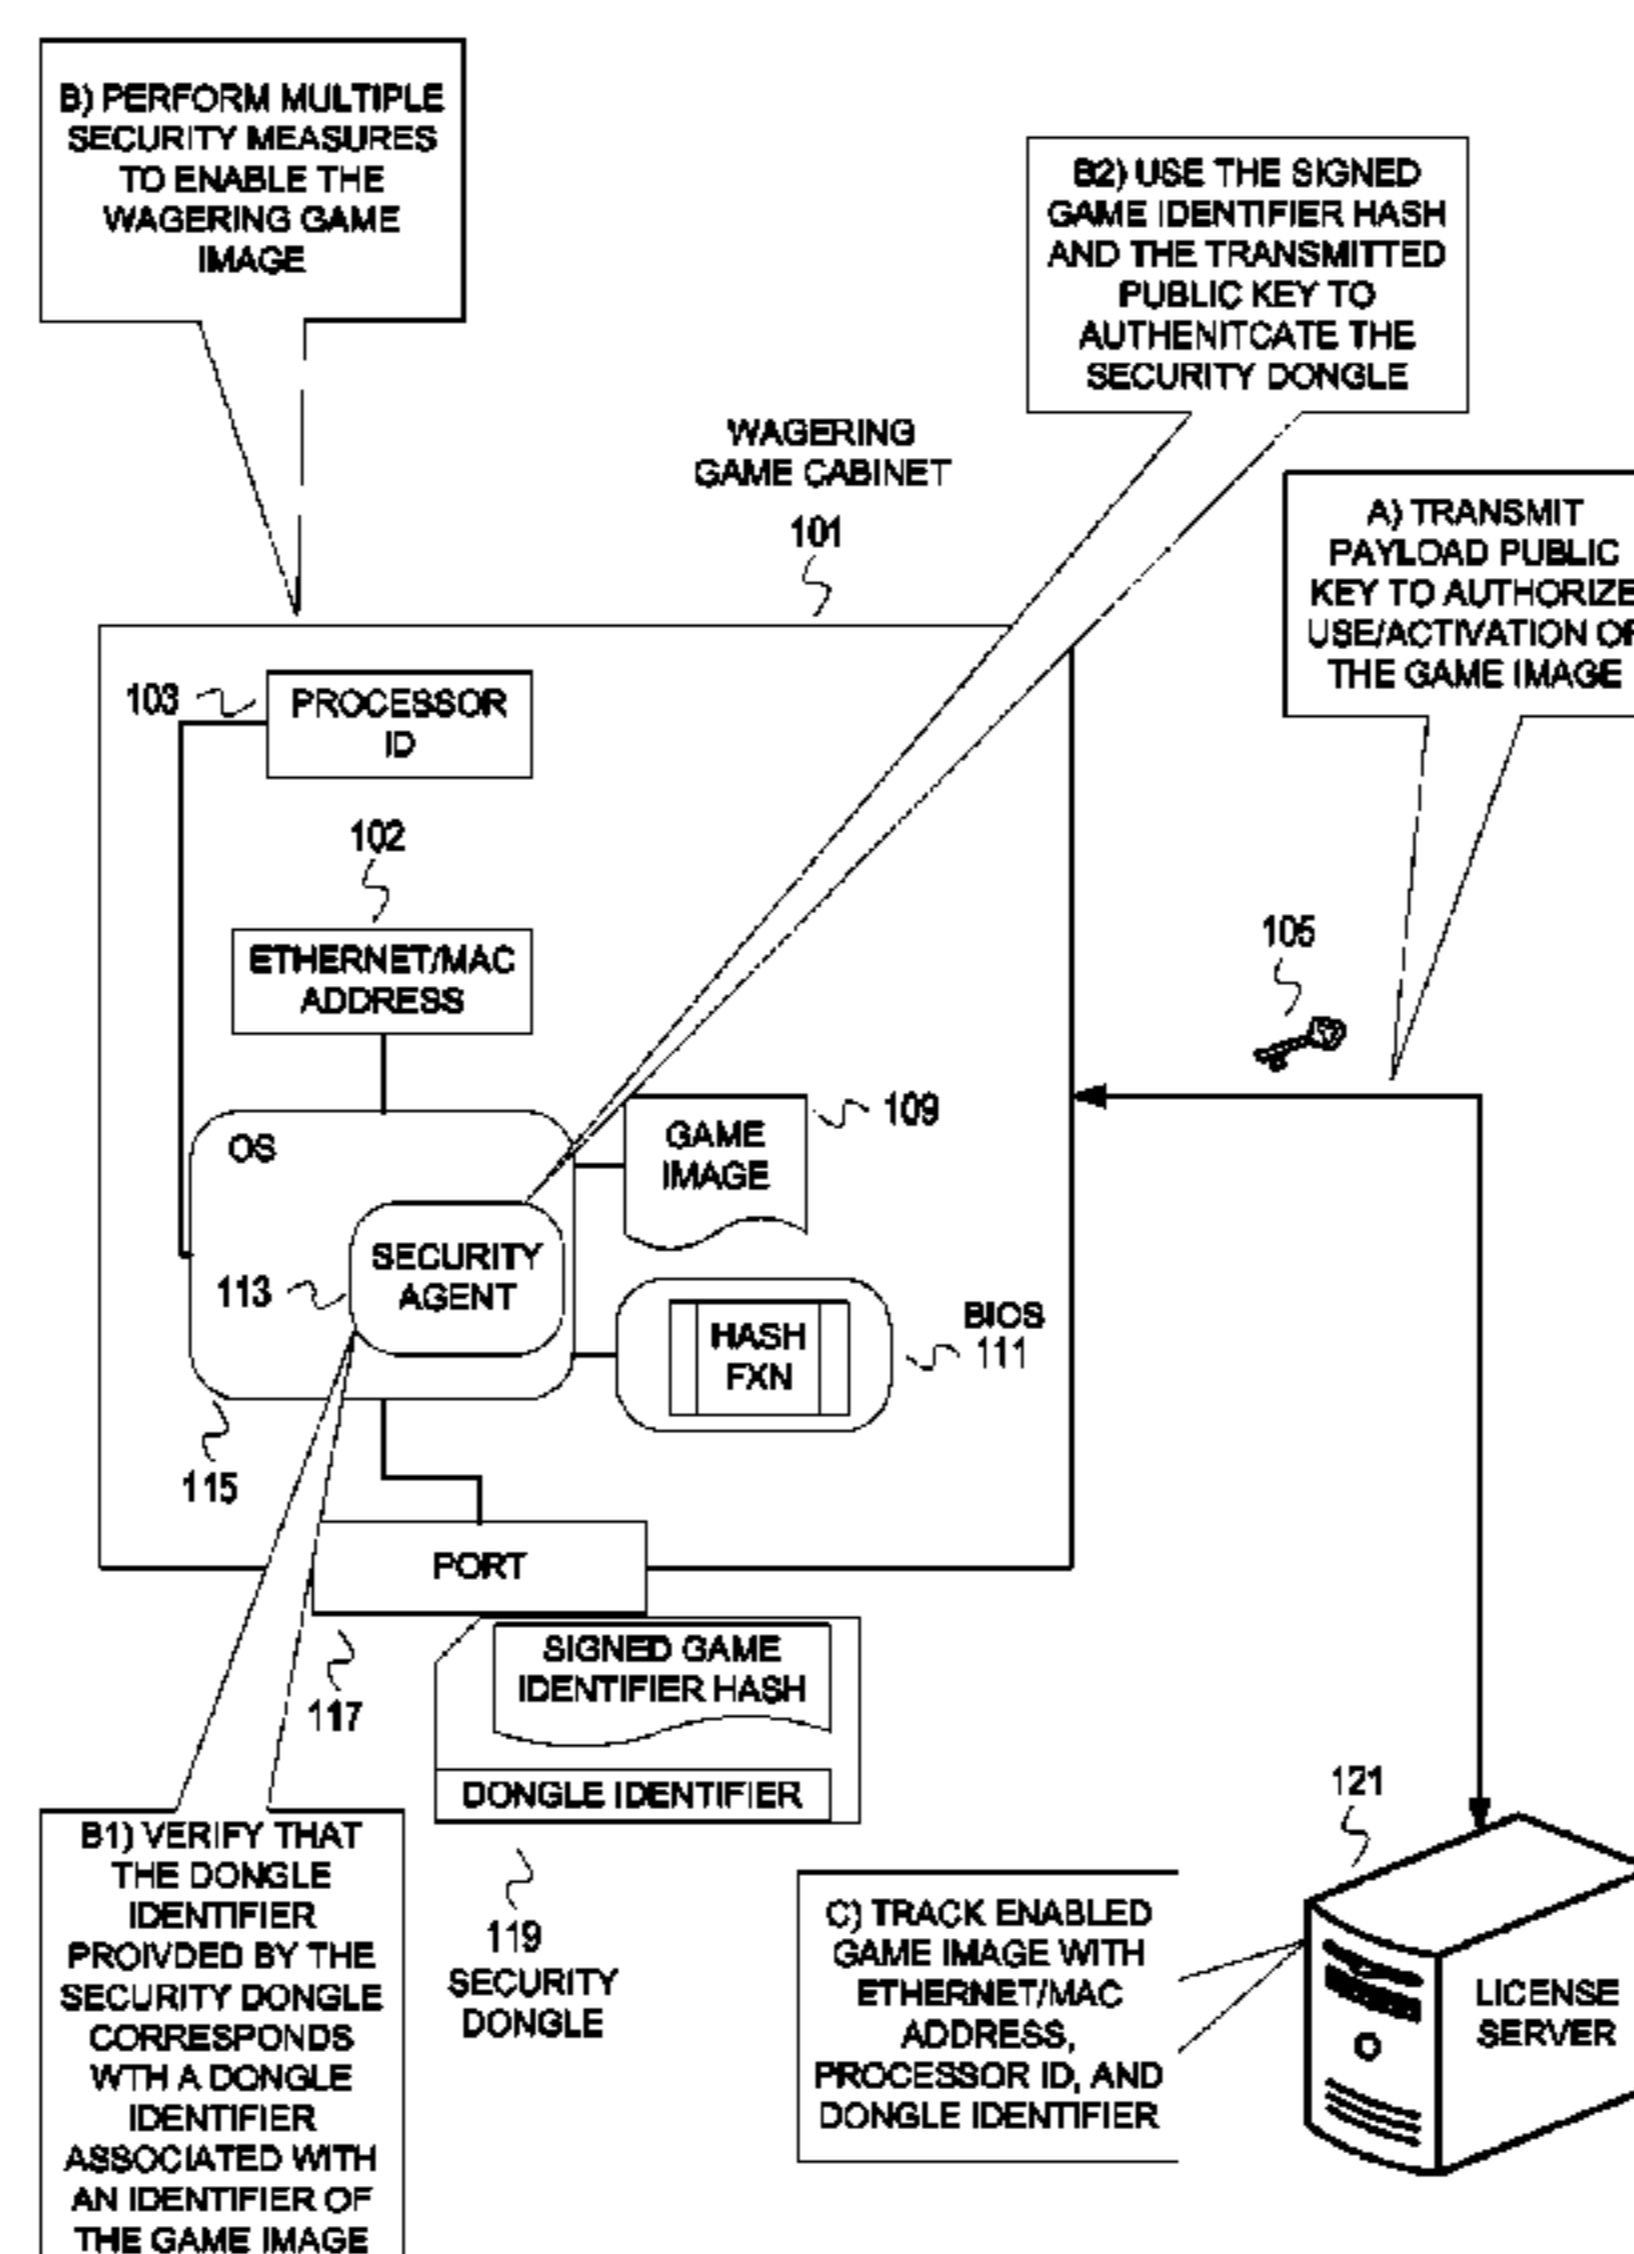 B) PERFORM MULTIPLE
SECURITY MEASURES
TO ENABLE THE
WAGERING GAME
IMAGE
B2) USE THE SIGNED
GAME IDENTIFIER HASH
AND THE TRANSMITTED
PUBLIC KEY TO
AUTHENITCATE THE
SECURITY DONGLE
WAGERING
GAME CABINET
101
A) TRANSMIT
PAYLOAD PUBLIC
KEY TO AUTHORIZE
USE/ACTIVATION OF
THE GAME IMAGE
103
PROCESSOR
ID
102
ETHERNET/MAC
ADDRESS
105
OS
GAME
IMAGE
109
SECURITY
AGENT
113
HASH
FXN
BIOS
111
115
PORT
117
SIGNED GAME
IDENTIFIER HASH
DONGLE IDENTIFIER
119
SECURITY
DONGLE
B1) VERIFY THAT
THE DONGLE
IDENTIFIER
PROIVDED BY THE
SECURITY DONGLE
CORRESPONDS
WTH A DONGLE
IDENTIFIER
ASSOCIATED WITH
AN IDENTIFIER OF
THE GAME IMAGE
C) TRACK ENABLED
GAME IMAGE WITH
ETHERNET/MAC
ADDRESS,
PROCESSOR ID, AND
DONGLE IDENTIFIER
121
LICENSE
SERVER